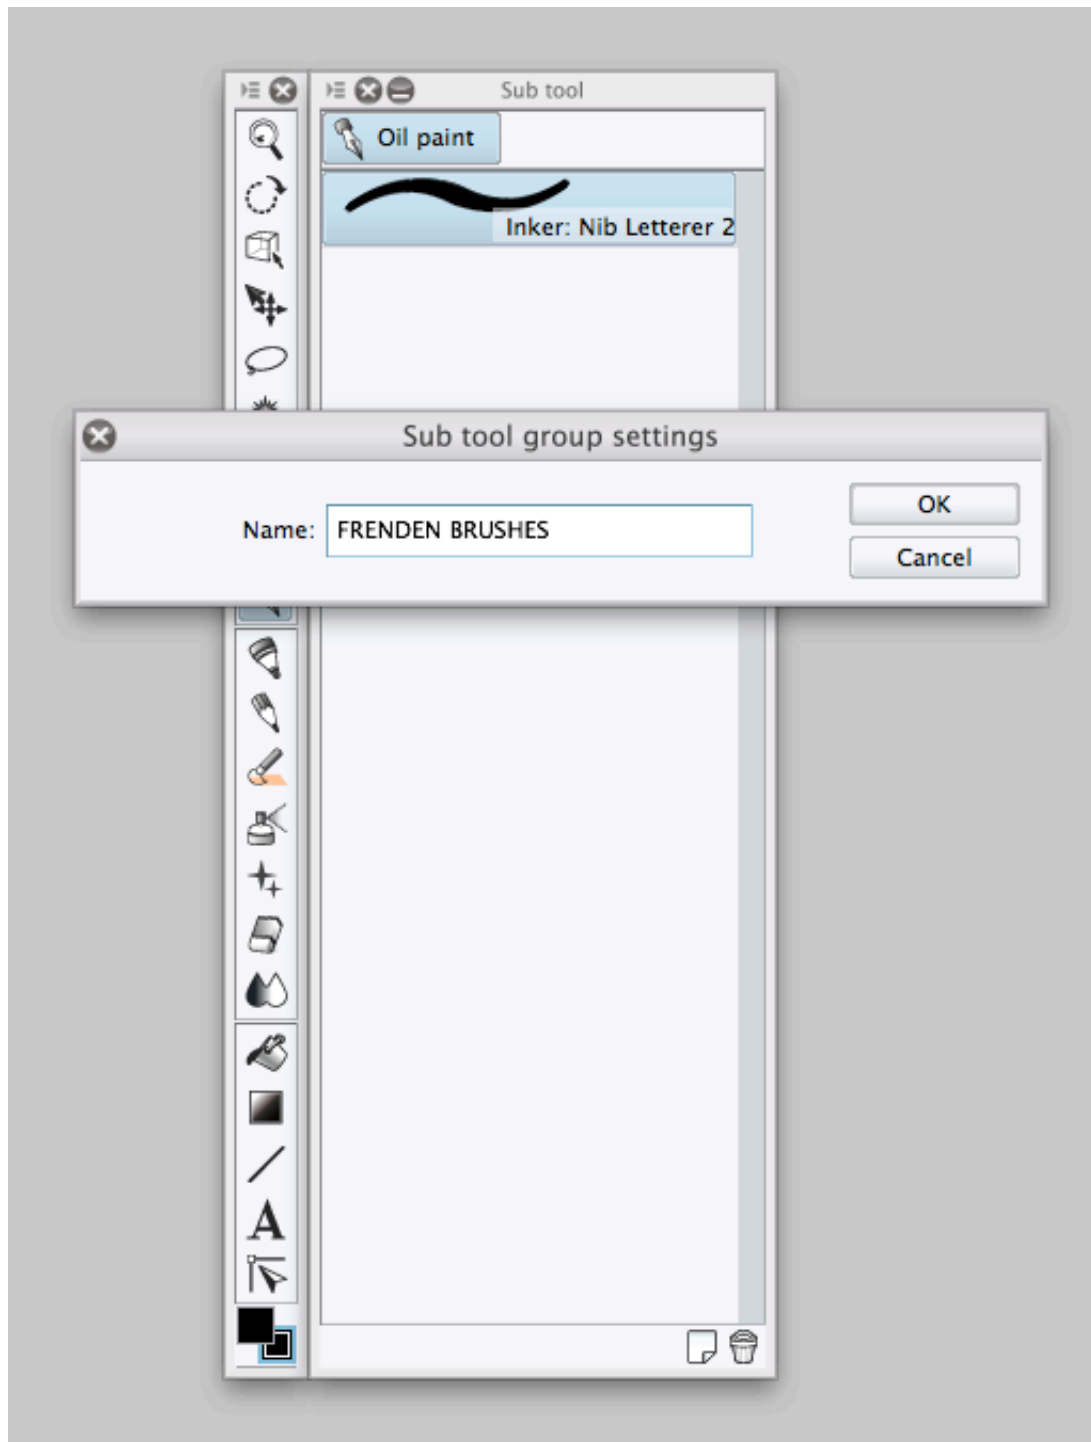 Sub tool
Oil paint
Inker: Nib Letterer 2
Sub tool group settings
OK
Name: FRENDEN BRUSHES
Cancel
A